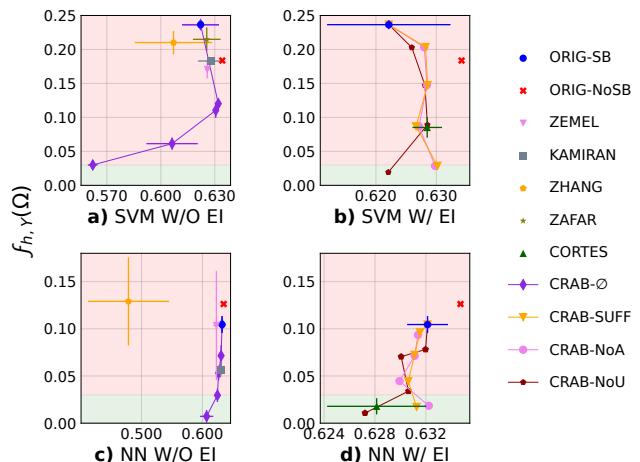 0.25
0.20
0.15
0.10
0.05
0.00
0.570
0.600
0.630
a) SVM W/O EI
0.25
0.20
0.15
0.10
0.05
0.00
0.620
0.630
b) SVM W/ EI
f_{h, Y}(Ω)
0.15
0.10
0.05
0.00
0.500
0.600
c) NN W/O EI
0.15
0.10
0.05
0.00
0.624
0.628
0.632
d) NN W/ EI
ORIG-SB
ORIG-NoSB
ZEMEL
KAMIRAN
ZHANG
ZAFAR
CORTES
CRAB-∅
CRAB-SUFF
CRAB-NoA
CRAB-NoU